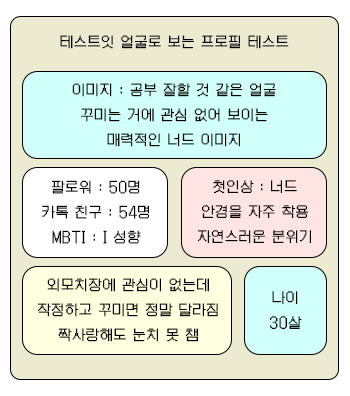 테스트잇 얼굴로 보는 프로필 테스트
이미지 : 공부 잘할 것 같은 얼굴
꾸미는 거에 관심 없어 보이는
매력적인 너드 이미지
팔로워 : 50명
카톡 친구 : 54명
MBTI : I 성향
첫인상 : 너드
안경을 자주 착용
자연스러운 분위기
외모치장에 관심이 없는데
작정하고 꾸미면 정말 달라짐
짝사랑해도 눈치 못 챔
나이
30살